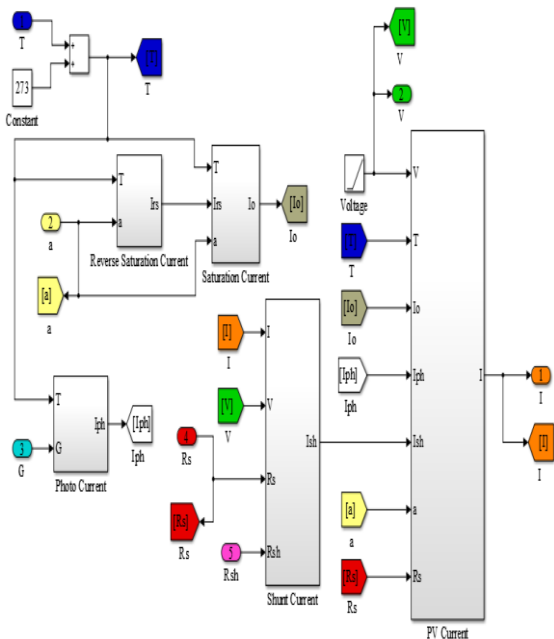 1
T
+
+
273
Constant
T
[V]
V
2
V
T
a
Irs
Reverse Saturation Current
2
a
[a]
a
T
Irs
a
Io
Saturation Current
[Io]
Io
Voltage
T
[Io]
Io
[Iph]
Iph
[a]
a
[Rs]
Rs
V
T
Io
Iph
Ish
a
Rs
I
PV Current
1
I
[I]
I
T
G
Iph
Photo Current
3
G
[Iph]
Iph
[I]
I
[V]
V
4
Rs
[Rs]
Rs
5
Rsh
I
V
Rs
Rsh
Ish
Shunt Current